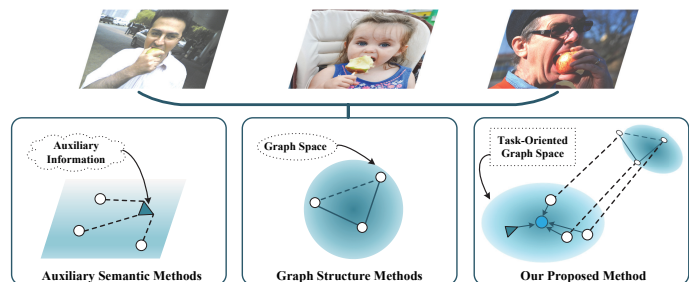 Auxiliary
Information
Auxiliary Semantic Methods
Graph Space
Graph Structure Methods
Task-Oriented
Graph Space
Our Proposed Method